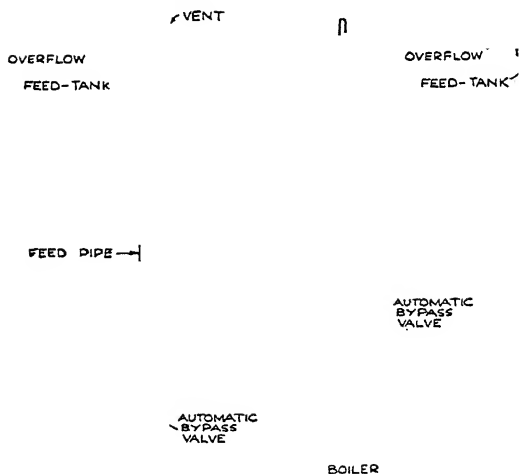 VENT
OVERFLOW
FEED-TANK
OVERFLOW
FEED-TANK
FEED PIPE
AUTOMATIC
BYPASS
VALVE
AUTOMATIC
BYPASS
VALVE
BOILER